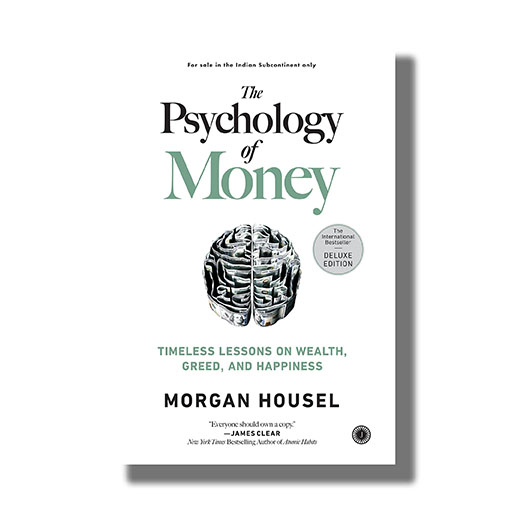 For sale in the Indian Subcontinent only
The
Psychology
of
Money
The
International
Bestseller
DELUXE
EDITION
TIMELESS LESSONS ON WEALTH,
GREED, AND HAPPINESS
MORGAN HOUSEL
"Everyone should own a copy."
—JAMES CLEAR
New York Times Bestselling Author of Atomic Habits
J